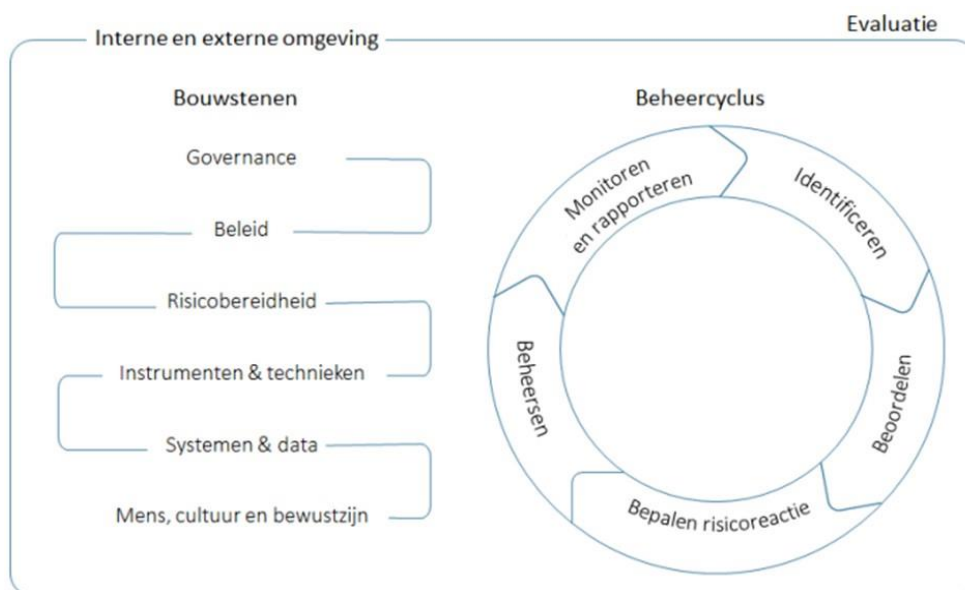 Evaluatie
Interne en externe omgeving
Bouwstenen
Governance
Beleid
Risicobereidheid
Instrumenten & technieken
Systemen & data
Mens, cultuur en bewustzijn
Beheercyclus
Identificeren
Beoordelen
Bepalen risicoreactie
Beheersen
Monitoren
en rapporteren